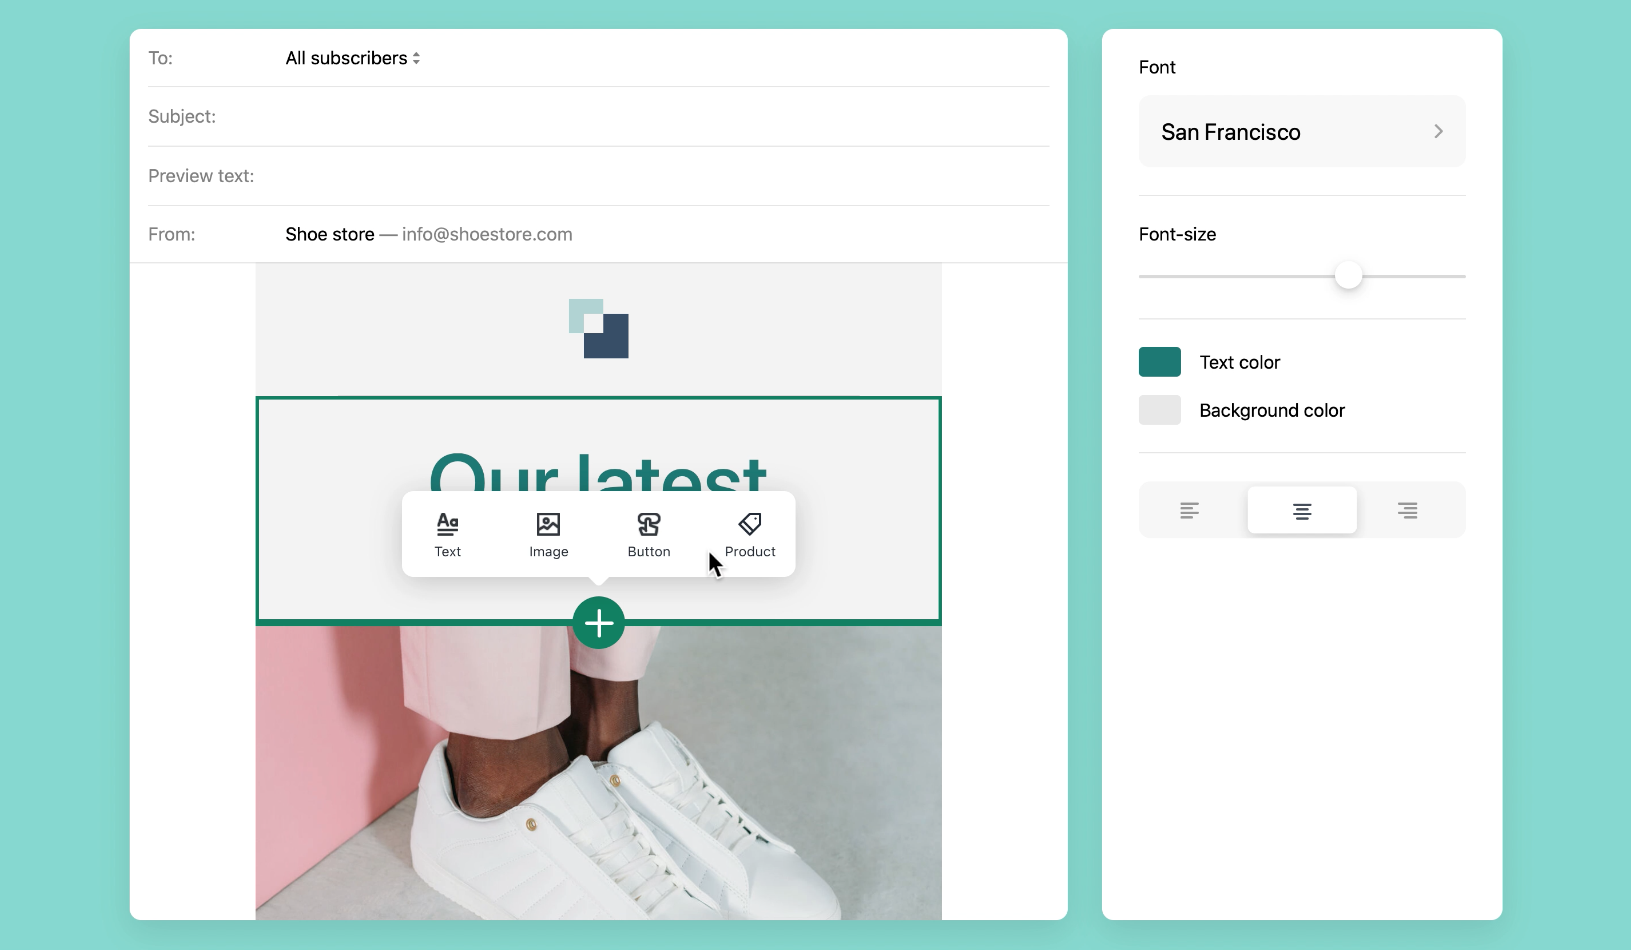 To: All subscribers
Subject:
Preview text:
From: Shoe store — info@shoestore.com
Our latest
Aa
Text Image Button Product
Font
San Francisco
Font-size
Text color
Background color